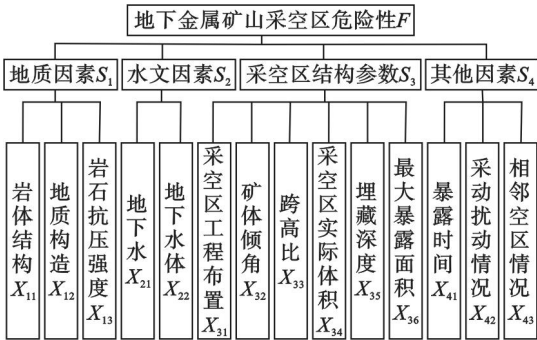 地下金属矿山采空区危险性F
地质因素S₁
水文因素S₂
采空区结构参数S₃
其他因素S₄
岩体结构X₁₁
地质构造X₁₂
岩石抗压强度X₁₃
地下水X₂₁
地下水体X₂₂
采空区工程布置X₃₁
矿体倾角X₃₂
跨高比X₃₃
采空区实际体积X₃₄
埋藏深度X₃₅
最大暴露面积X₃₆
暴露时间X₄₁
采动扰动情况X₄₂
相邻空区情况X₄₃